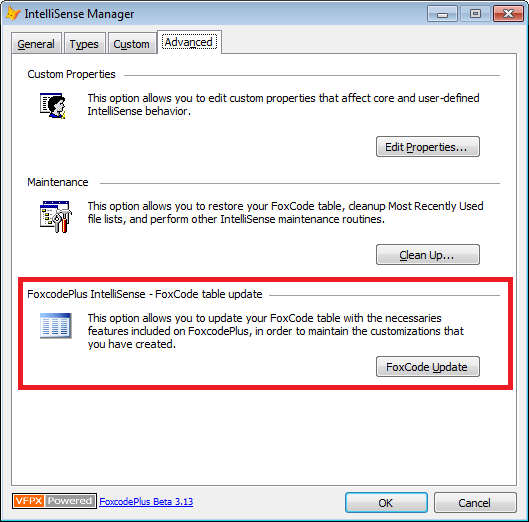 IntelliSense Manager
General Types Custom Advanced
Custom Properties
This option allows you to edit custom properties that affect core and user-defined
IntelliSense behavior.
Edit Properties...
Maintenance
This option allows you to restore your FoxCode table, cleanup Most Recently Used
file lists, and perform other IntelliSense maintenance routines.
Clean Up...
FoxcodePlus IntelliSense - FoxCode table update
This option allows you to update your FoxCode table with the necessaries
features included on FoxcodePlus, in order to maintain the customizations that
you have created.
FoxCode Update
VFPX Powered FoxcodePlus Beta 3.13 OK Cancel